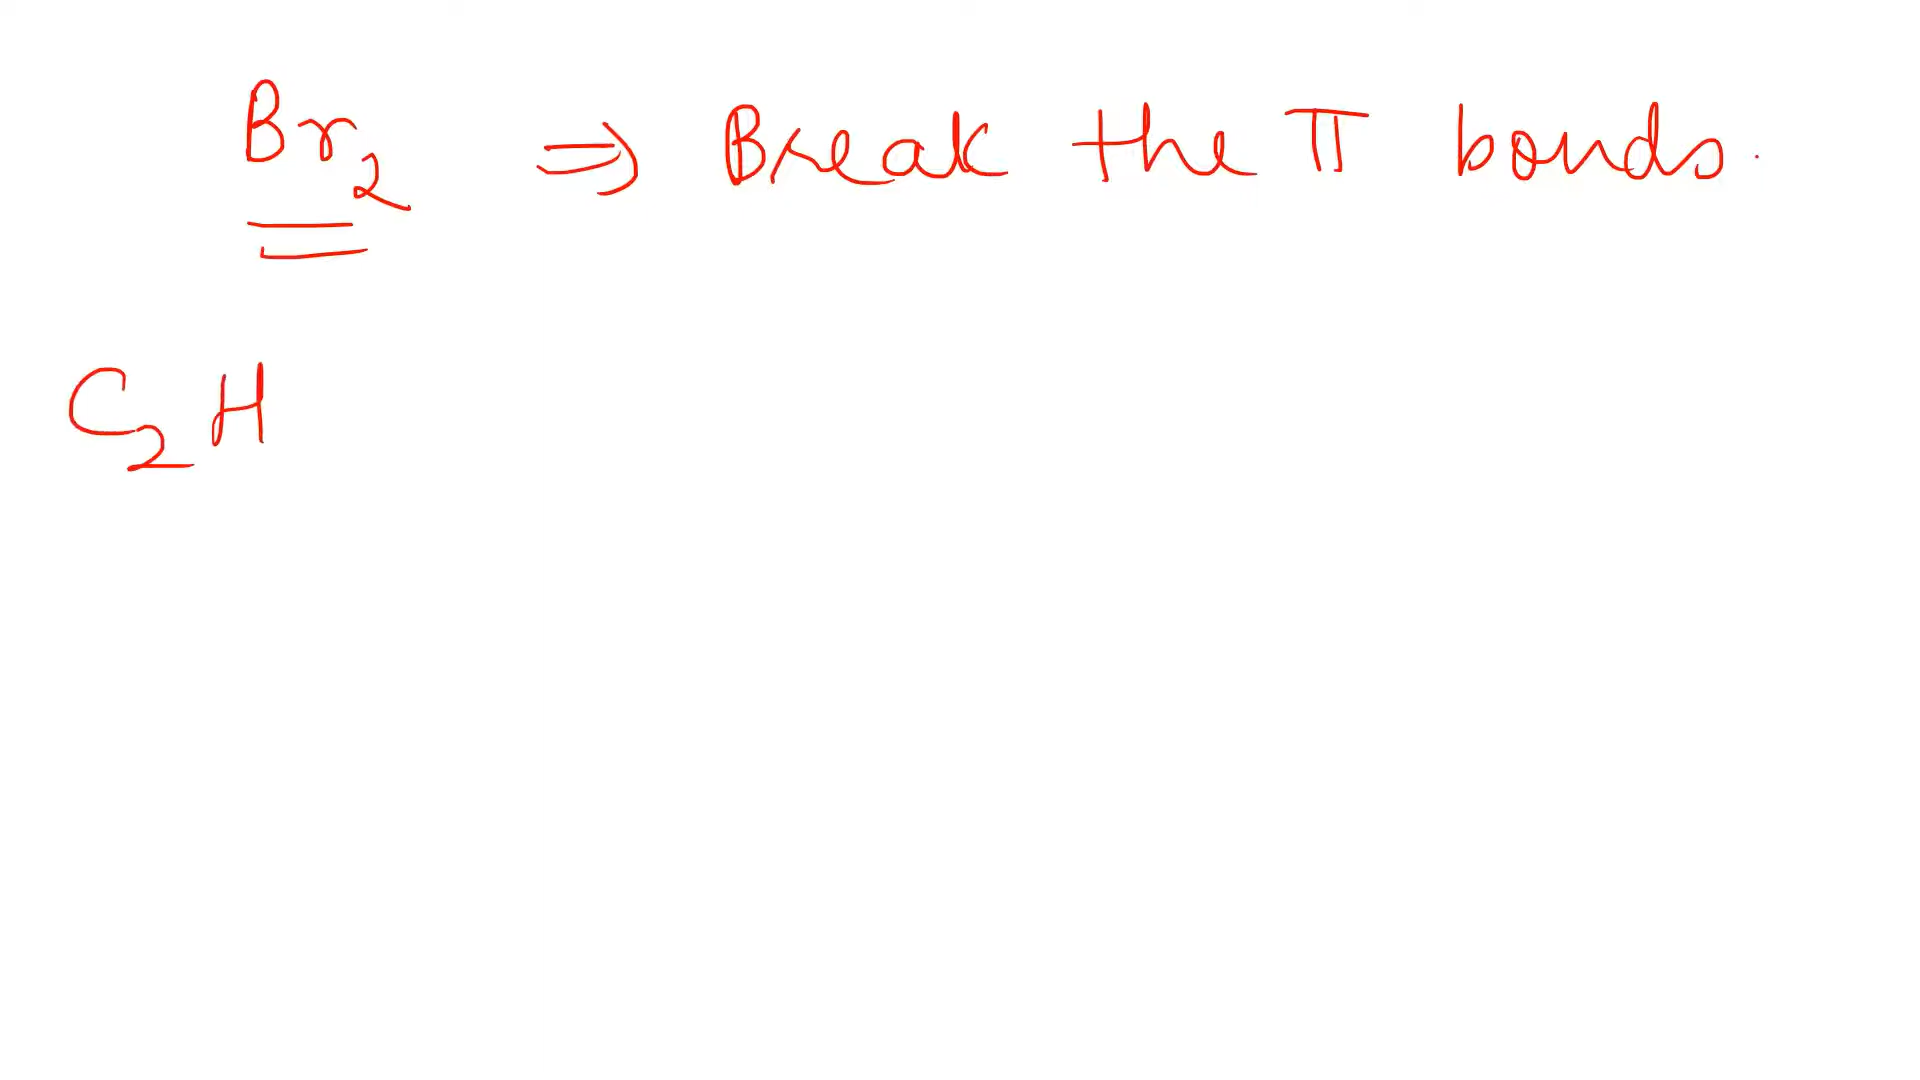 Br₂ ⇒ Break the π bonds.
C₂H